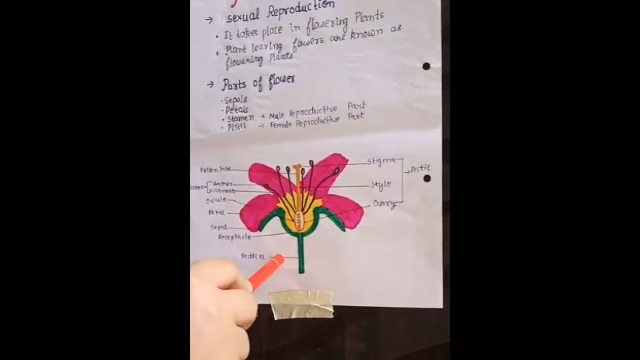 → sexual Reproduction
• It takes place in flowering Plants
• Plant bearing flowers are known as
flowering Plants
→ Parts of flower
• Sepals
• Petals
• Stamen → Male Reproductive Part
• Pistil → Female Reproductive Part
Pollen tube
Anther
Filaments
Ovule
Petal
Sepal
Receptacle
Pedicel
Stigma
Style
Ovary
→ Pistil